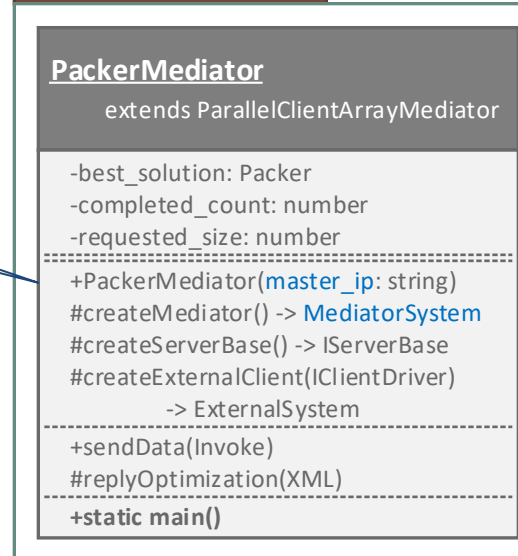 PackerMediator
extends ParallelClientArrayMediator
-best_solution: Packer
-completed_count: number
-requested_size: number
+PackerMediator(master_ip: string)
#createMediator() -> MediatorSystem
#createServerBase() -> IServerBase
#createExternalClient(IClientDriver)
-> ExternalSystem
+sendData(Invoke)
#replyOptimization(XML)
+static main()